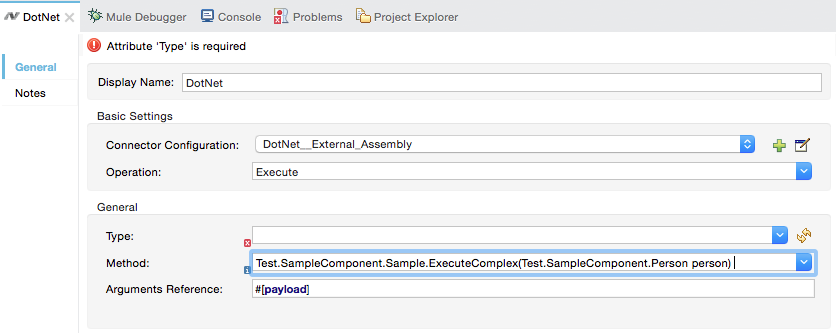 DotNet Mule Debugger Console Problems Project Explorer
Attribute 'Type' is required
General
Notes
Display Name: DotNet
Basic Settings
Connector Configuration: DotNet__External_Assembly
Operation: Execute
General
Type:
Method: Test.SampleComponent.Sample.ExecuteComplex(Test.SampleComponent.Person person)
Arguments Reference: #[payload]